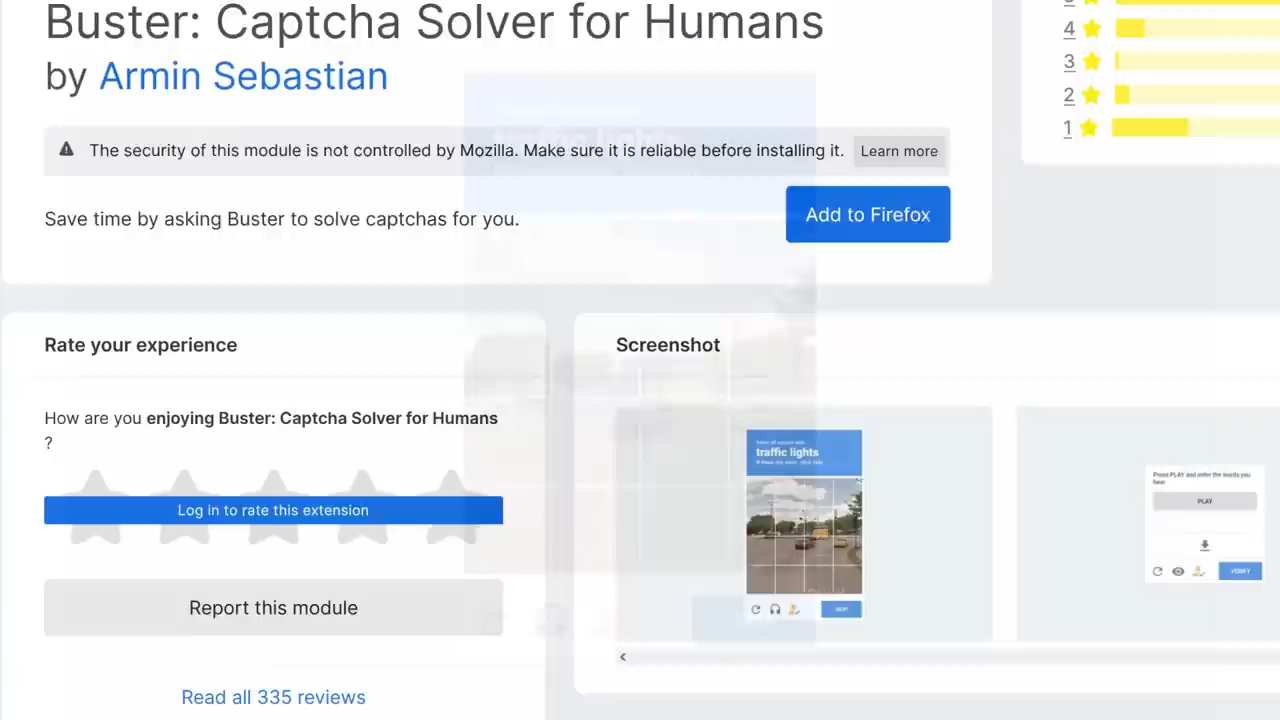 Buster: Captcha Solver for Humans
by Armin Sebastian
4
3
2
1
The security of this module is not controlled by Mozilla. Make sure it is reliable before installing it.
Learn more
Save time by asking Buster to solve captchas for you.
Add to Firefox
Rate your experience
How are you enjoying Buster: Captcha Solver for Humans
?
Log in to rate this extension
Report this module
Read all 335 reviews
Screenshot
traffic lights
Press PLAY and enter the words you
hear
PLAY
VERIFY
traffic lights